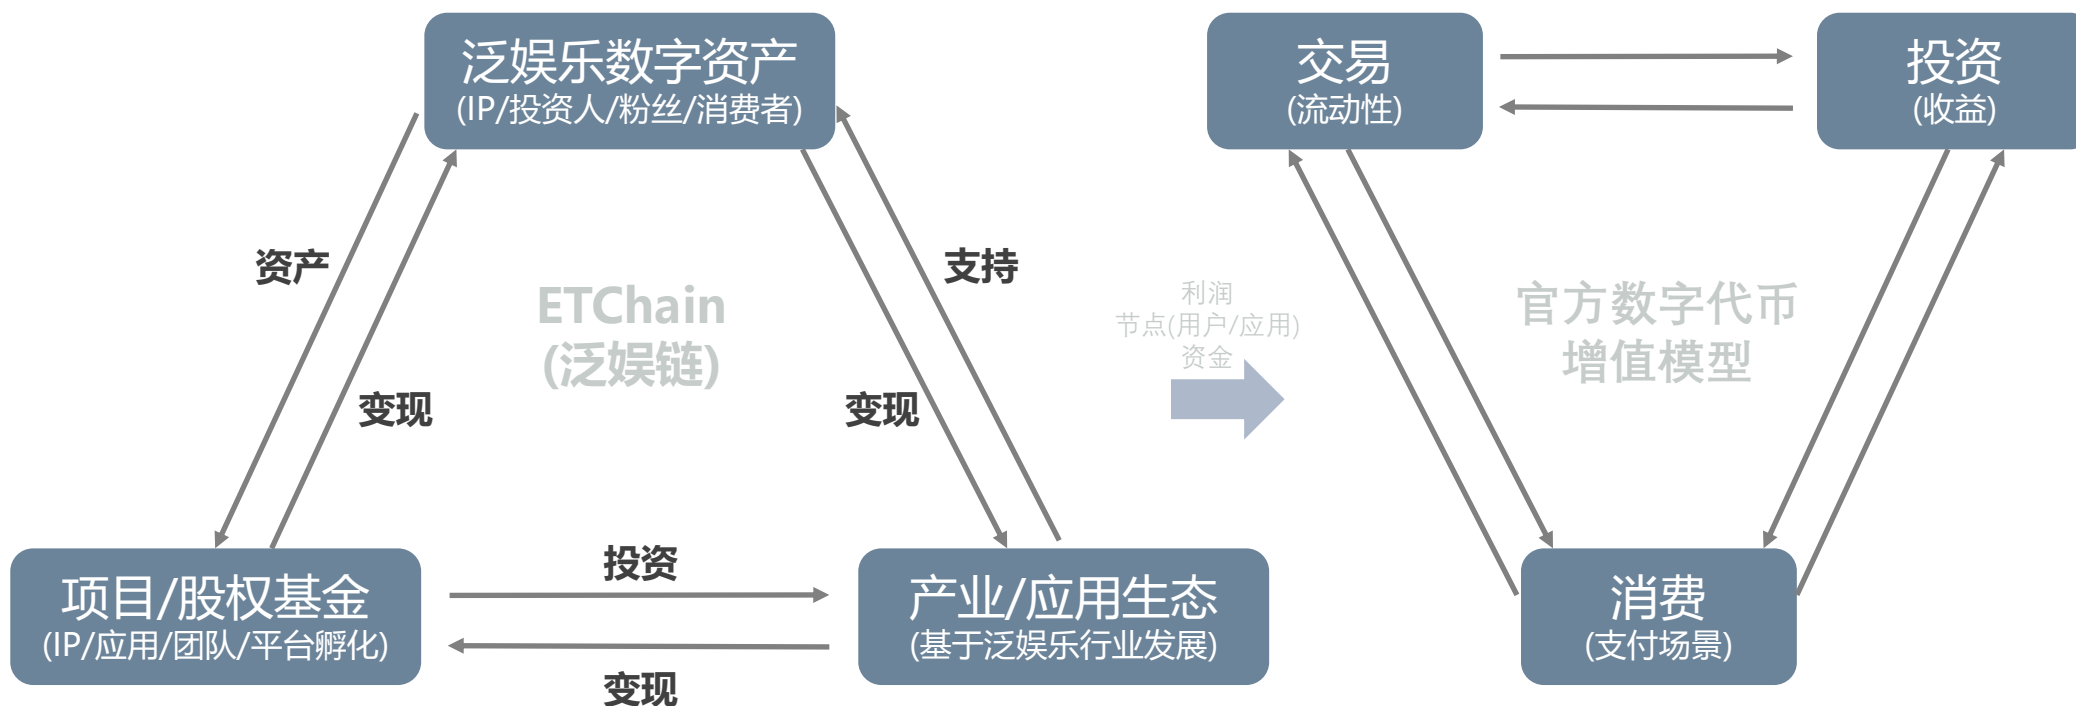 泛娱乐数字资产
(IP/投资人/粉丝/消费者)
交易
(流动性)
投资
(收益)
资产
支持
ETChain
(泛娱链)
利润
节点(用户/应用)
资金
官方数字代币
增值模型
变现
变现
项目/股权基金
(IP/应用/团队/平台孵化)
投资
变现
产业/应用生态
(基于泛娱乐行业发展)
消费
(支付场景)